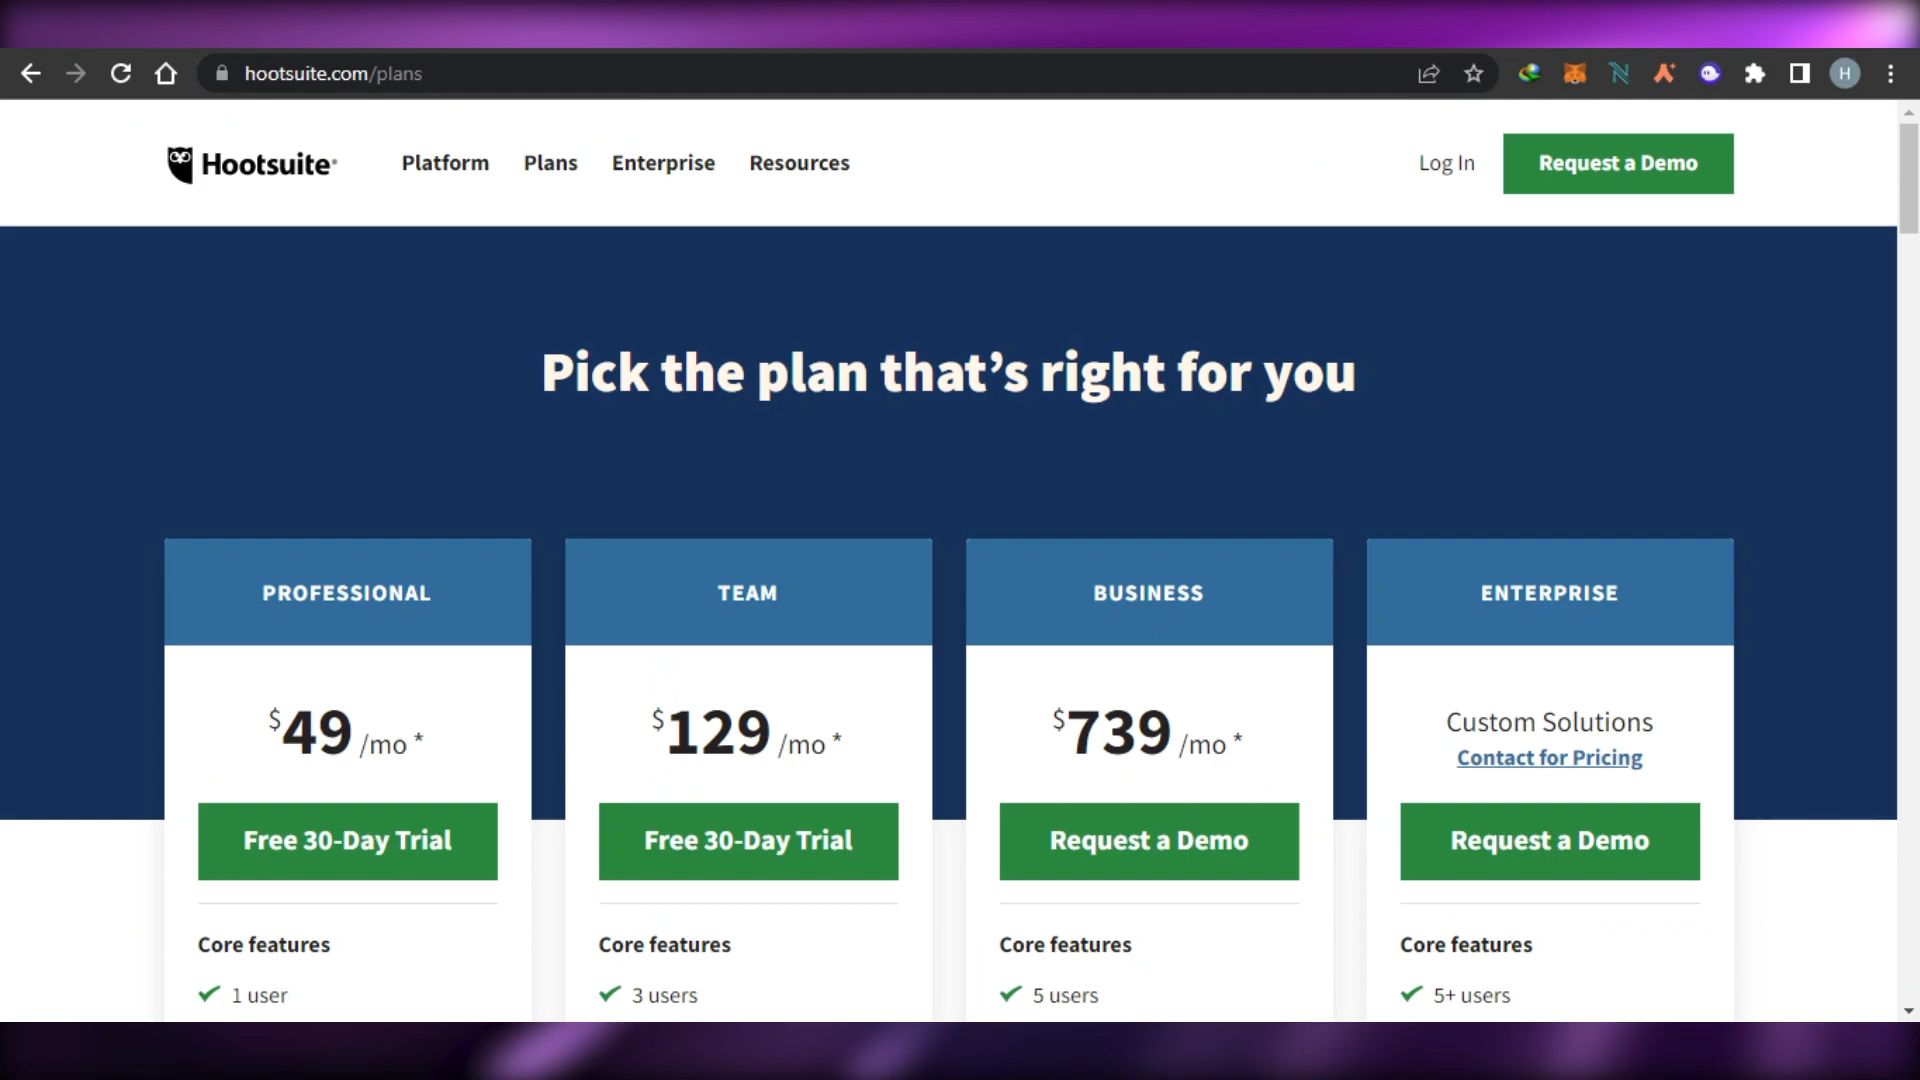 hootsuite.com/plans
H
Hootsuite
Platform
Plans
Enterprise
Resources
Log In
Request a Demo
Pick the plan that’s right for you
PROFESSIONAL
$49 /mo *
Free 30-Day Trial
Core features
1 user
TEAM
$129 /mo *
Free 30-Day Trial
Core features
3 users
BUSINESS
$739 /mo *
Request a Demo
Core features
5 users
ENTERPRISE
Custom Solutions
Contact for Pricing
Request a Demo
Core features
5+ users